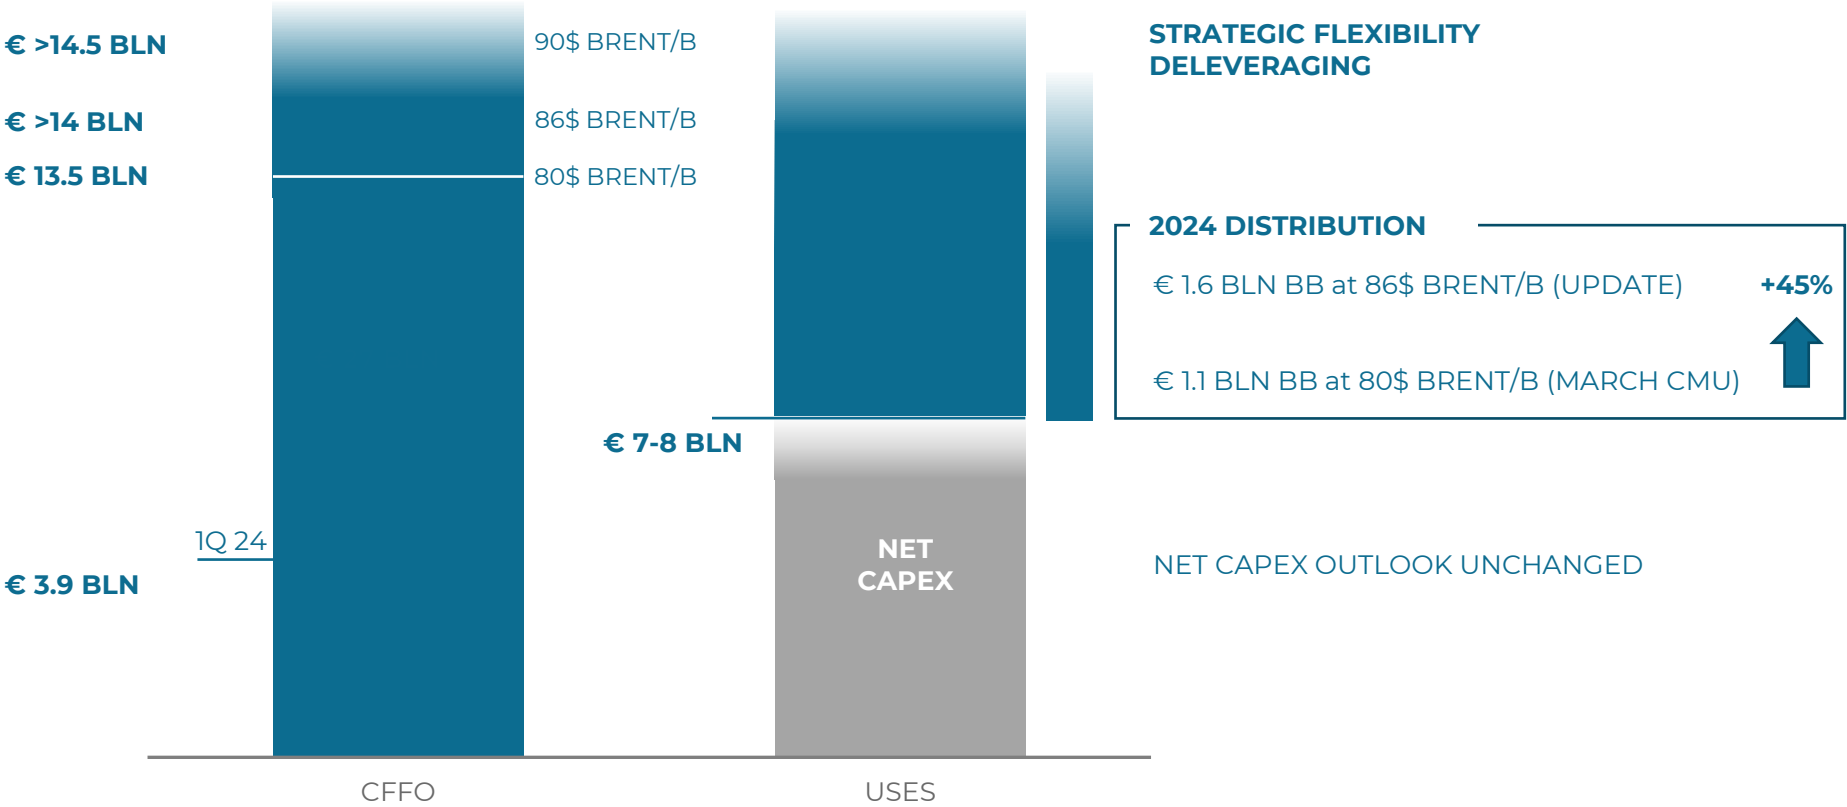 € >14.5 BLN
90$ BRENT/B
€ >14 BLN
86$ BRENT/B
€ 13.5 BLN
80$ BRENT/B
1Q 24
€ 3.9 BLN
CFFO
€ 7-8 BLN
NET
CAPEX
USES
STRATEGIC FLEXIBILITY
DELEVERAGING
2024 DISTRIBUTION
€ 1.6 BLN BB at 86$ BRENT/B (UPDATE)
+45%
€ 1.1 BLN BB at 80$ BRENT/B (MARCH CMU)
NET CAPEX OUTLOOK UNCHANGED